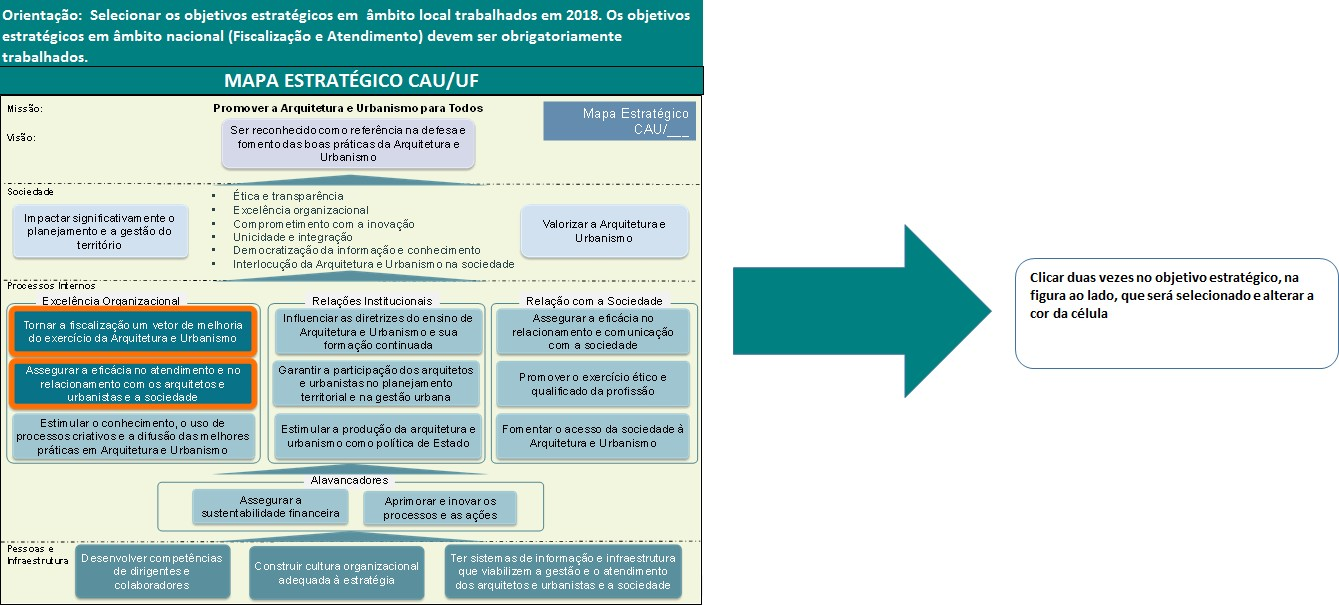 Orientação: Selecionar os objetivos estratégicos em âmbito local trabalhados em 2018. Os objetivos
estratégicos em âmbito nacional (Fiscalização e Atendimento) devem ser obrigatoriamente
trabalhados.
MAPA ESTRATÉGICO CAU/UF
Missão:
Promover a Arquitetura e Urbanismo para Todos
Mapa Estratégico
CAU/___
Visão:
Ser reconhecido como referência na defesa e
fomento das boas práticas da Arquitetura e
Urbanismo
Sociedade
Impactar significativamente o
planejamento e a gestão do
território
• Ética e transparência
• Excelência organizacional
• Comprometimento com a inovação
• Unicidade e integração
• Democratização da informação e conhecimento
• Interlocução da Arquitetura e Urbanismo na sociedade
Valorizar a Arquitetura e
Urbanismo
Processos Internos
Excelência Organizacional
Tornar a fiscalização um vetor de melhoria
do exercício da Arquitetura e Urbanismo
Assegurar a eficácia no atendimento e no
relacionamento com os arquitetos e
urbanistas e a sociedade
Estimular o conhecimento, o uso de
processos criativos e a difusão das melhores
práticas em Arquitetura e Urbanismo
Relações Institucionais
Influenciar as diretrizes do ensino de
Arquitetura e Urbanismo e sua
formação continuada
Garantir a participação dos arquitetos
e urbanistas no planejamento
territorial e na gestão urbana
Estimular a produção da arquitetura e
urbanismo como política de Estado
Relação com a Sociedade
Assegurar a eficácia no
relacionamento e comunicação
com a sociedade
Promover o exercício ético e
qualificado da profissão
Fomentar o acesso da sociedade à
Arquitetura e Urbanismo
Alavancadores
Assegurar a
sustentabilidade financeira
Aprimorar e inovar os
processos e as ações
Pessoas e
Infraestrutura
Desenvolver competências
de dirigentes e
colaboradores
Construir cultura organizacional
adequada à estratégia
Ter sistemas de informação e infraestrutura
que viabilizem a gestão e o atendimento
dos arquitetos e urbanistas e a sociedade
Clicar duas vezes no objetivo estratégico, na
figura ao lado, que será selecionado e alterar a
cor da célula